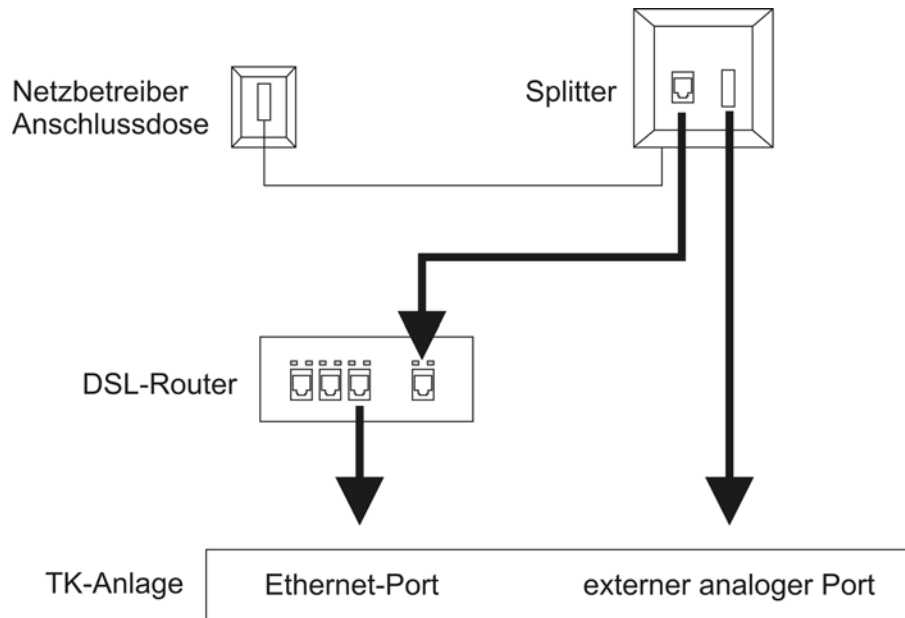 Netzbetreiber
Anschlussdose
Splitter
DSL-Router
TK-Anlage
Ethernet-Port
externer analoger Port